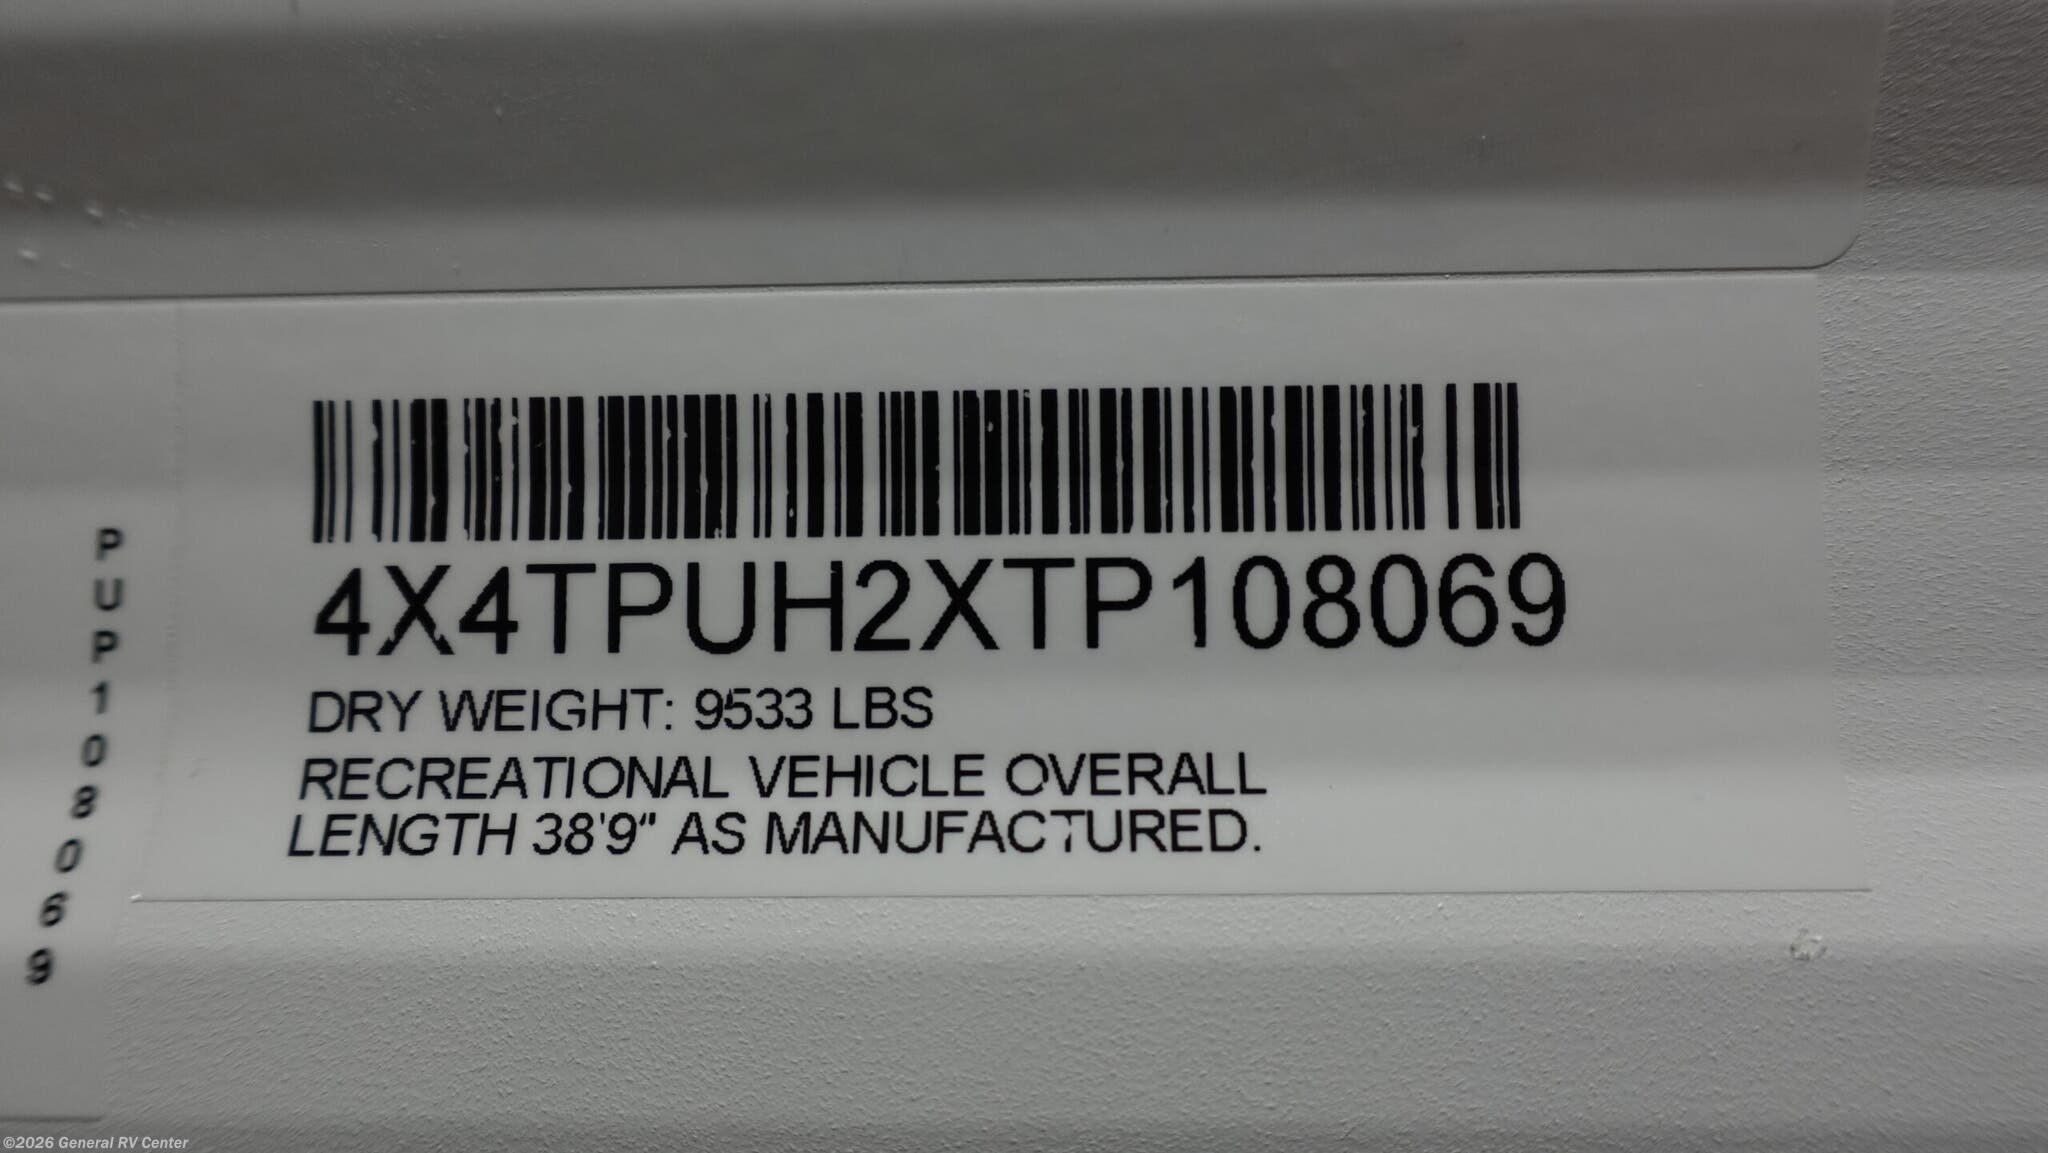 4X4TPUH2XTP108069
DRY WEIGHT: 9533 LBS
RECREATIONAL VEHICLE OVERALL
LENGTH 38'9" AS MANUFACTURED.
PUP108069
©2026 General RV Center